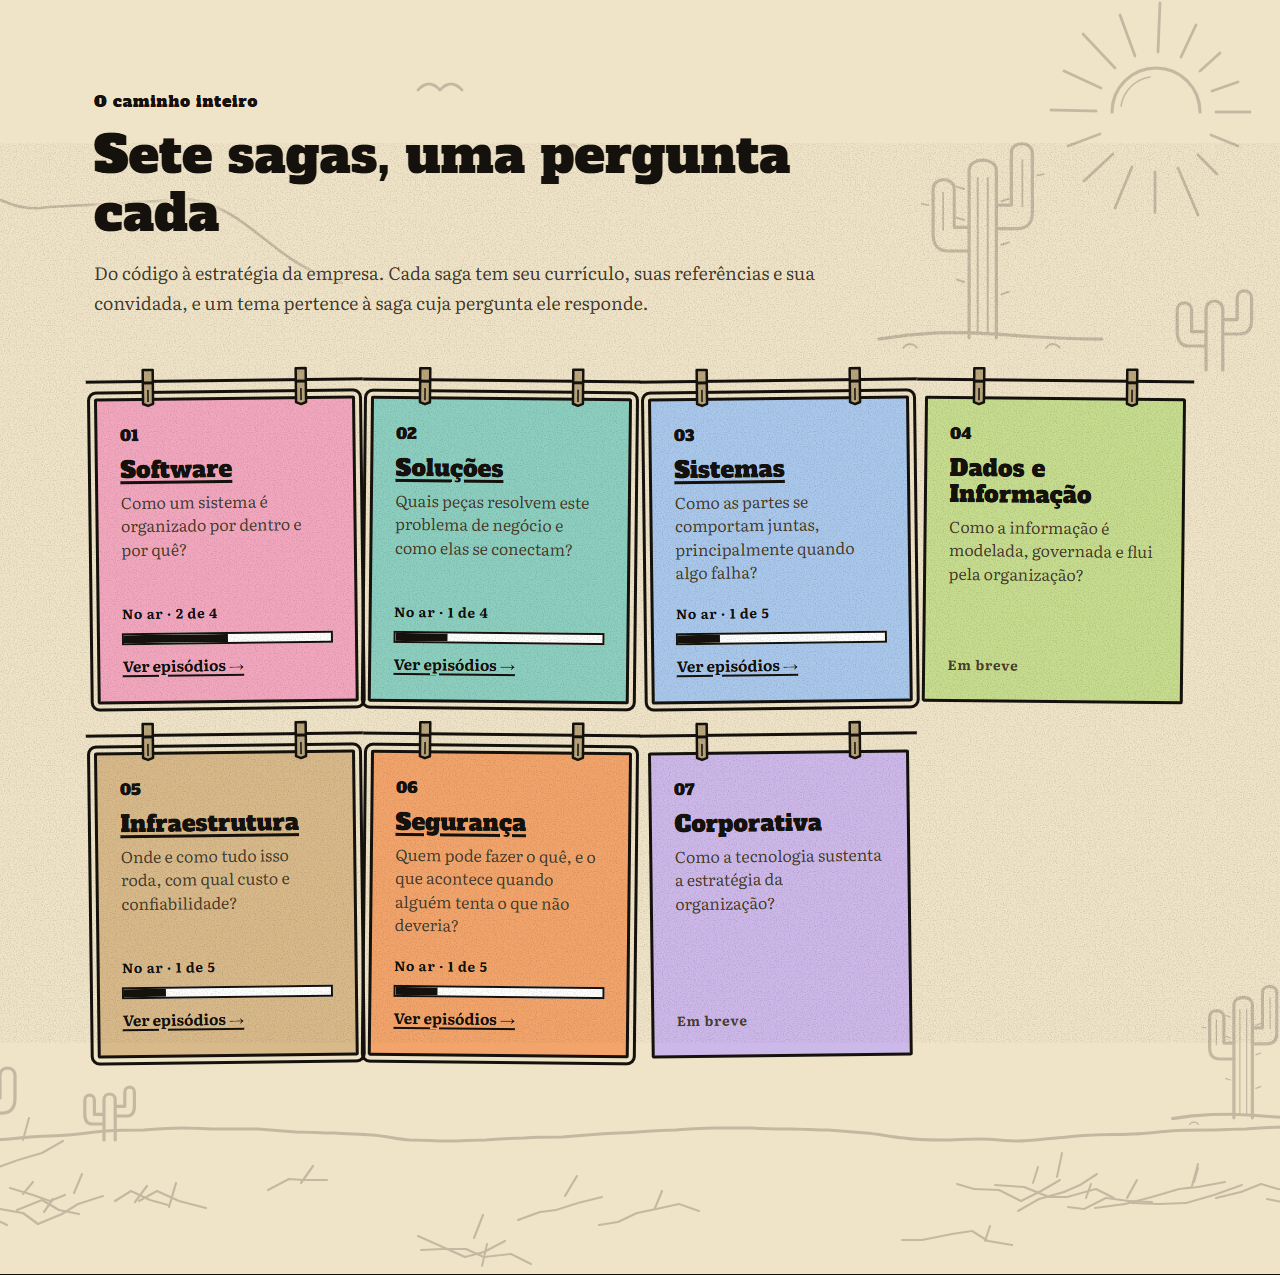 O caminho inteiro
Sete sagas, uma pergunta
cada
Do código à estratégia da empresa. Cada saga tem seu currículo, suas referências e sua
convidada, e um tema pertence à saga cuja pergunta ele responde.
01
Software
Como um sistema é
organizado por dentro e
por quê?
No ar · 2 de 4
Ver episódios →
02
Soluções
Quais peças resolvem este
problema de negócio e
como elas se conectam?
No ar · 1 de 4
Ver episódios →
03
Sistemas
Como as partes se
comportam juntas,
principalmente quando
algo falha?
No ar · 1 de 5
Ver episódios →
04
Dados e
Informação
Como a informação é
modelada, governada e flui
pela organização?
Em breve
05
Infraestrutura
Onde e como tudo isso
roda, com qual custo e
confiabilidade?
No ar · 1 de 5
Ver episódios →
06
Segurança
Quem pode fazer o quê, e o
que acontece quando
alguém tenta o que não
deveria?
No ar · 1 de 5
Ver episódios →
07
Corporativa
Como a tecnologia sustenta
a estratégia da
organização?
Em breve